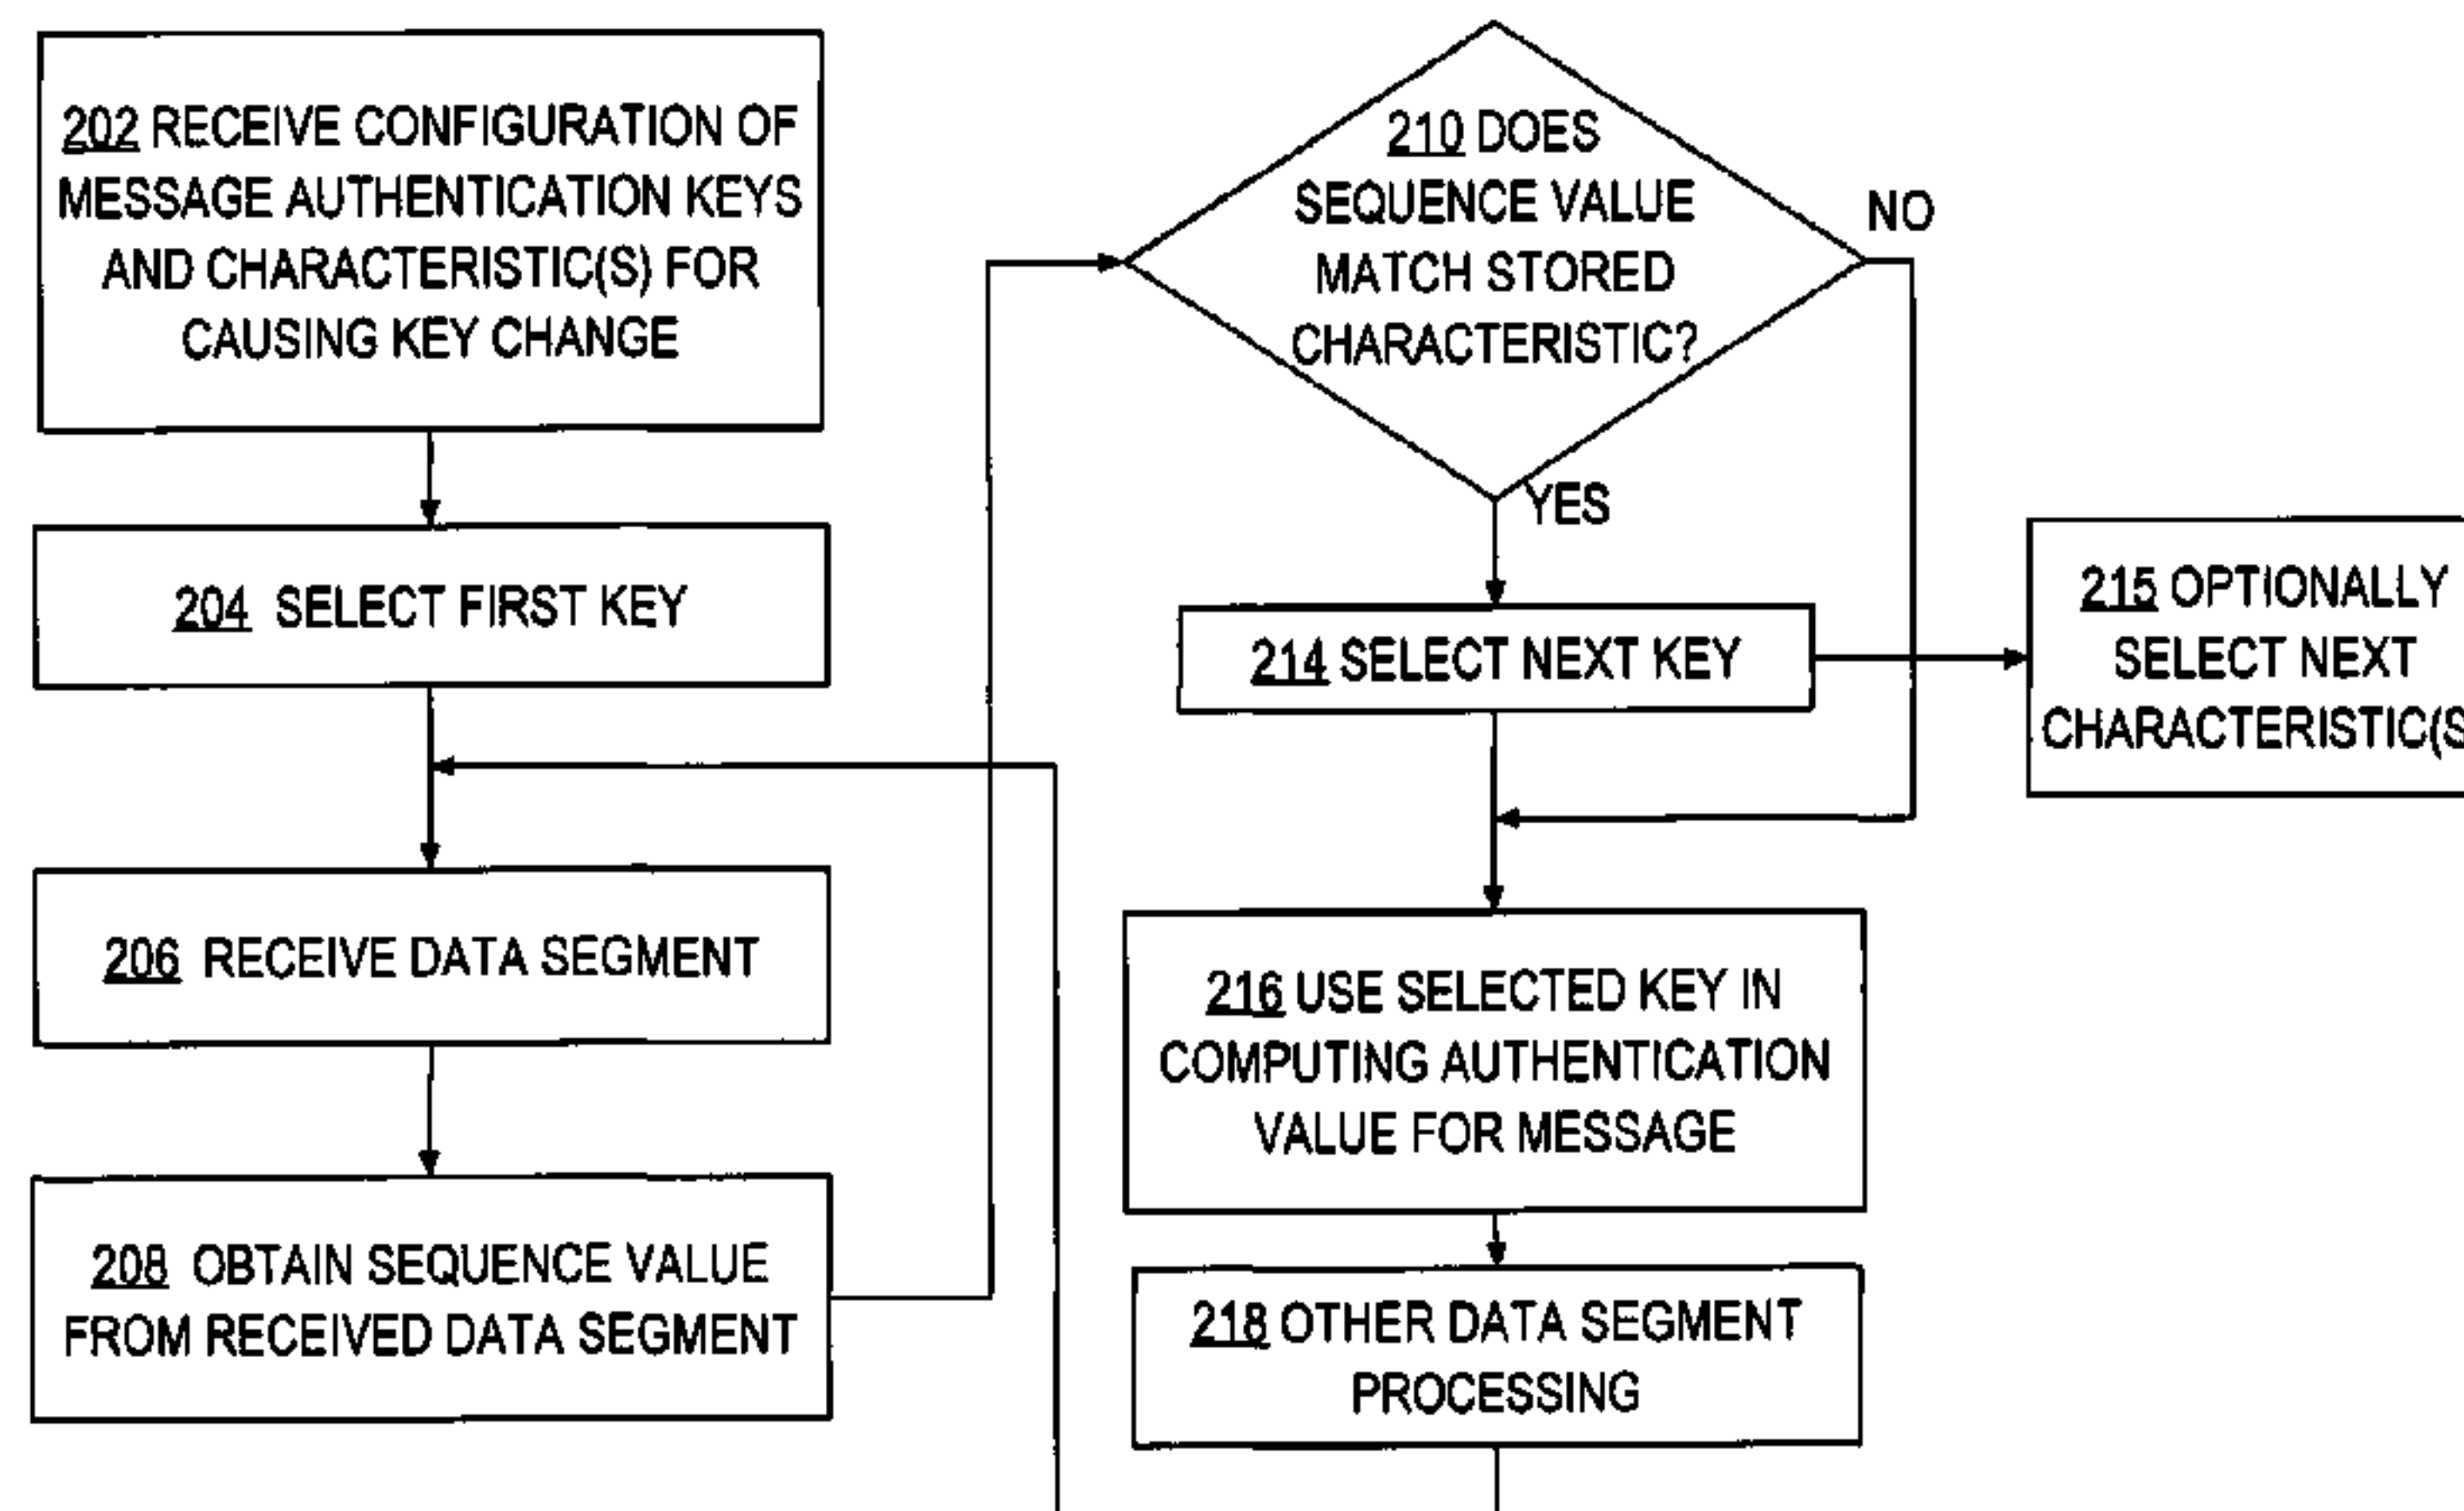 202 RECEIVE CONFIGURATION OF
MESSAGE AUTHENTICATION KEYS
AND CHARACTERISTIC(S) FOR
CAUSING KEY CHANGE
204 SELECT FIRST KEY
206 RECEIVE DATA SEGMENT
208 OBTAIN SEQUENCE VALUE
FROM RECEIVED DATA SEGMENT
210 DOES
SEQUENCE VALUE
MATCH STORED
CHARACTERISTIC?
NO
YES
214 SELECT NEXT KEY
215 OPTIONALLY
SELECT NEXT
CHARACTERISTIC(S
216 USE SELECTED KEY IN
COMPUTING AUTHENTICATION
VALUE FOR MESSAGE
218 OTHER DATA SEGMENT
PROCESSING